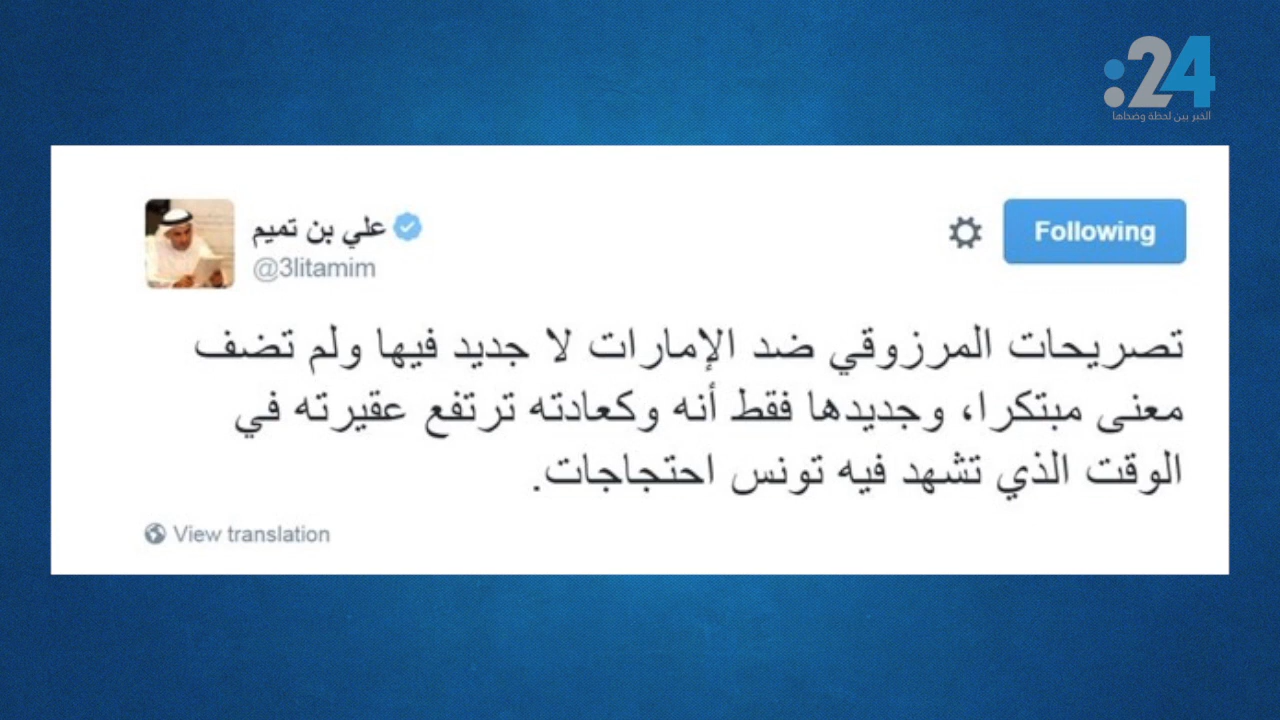 :24
الخبر بين لحظة وضحاها
علي بن تميم
@3litamim
Following
تصريحات المرزوقي ضد الإمارات لا جديد فيها ولم تضف
معنى مبتكرا، وجديدها فقط أنه وكعادته ترتفع عقيرته في
الوقت الذي تشهد فيه تونس احتجاجات.
View translation